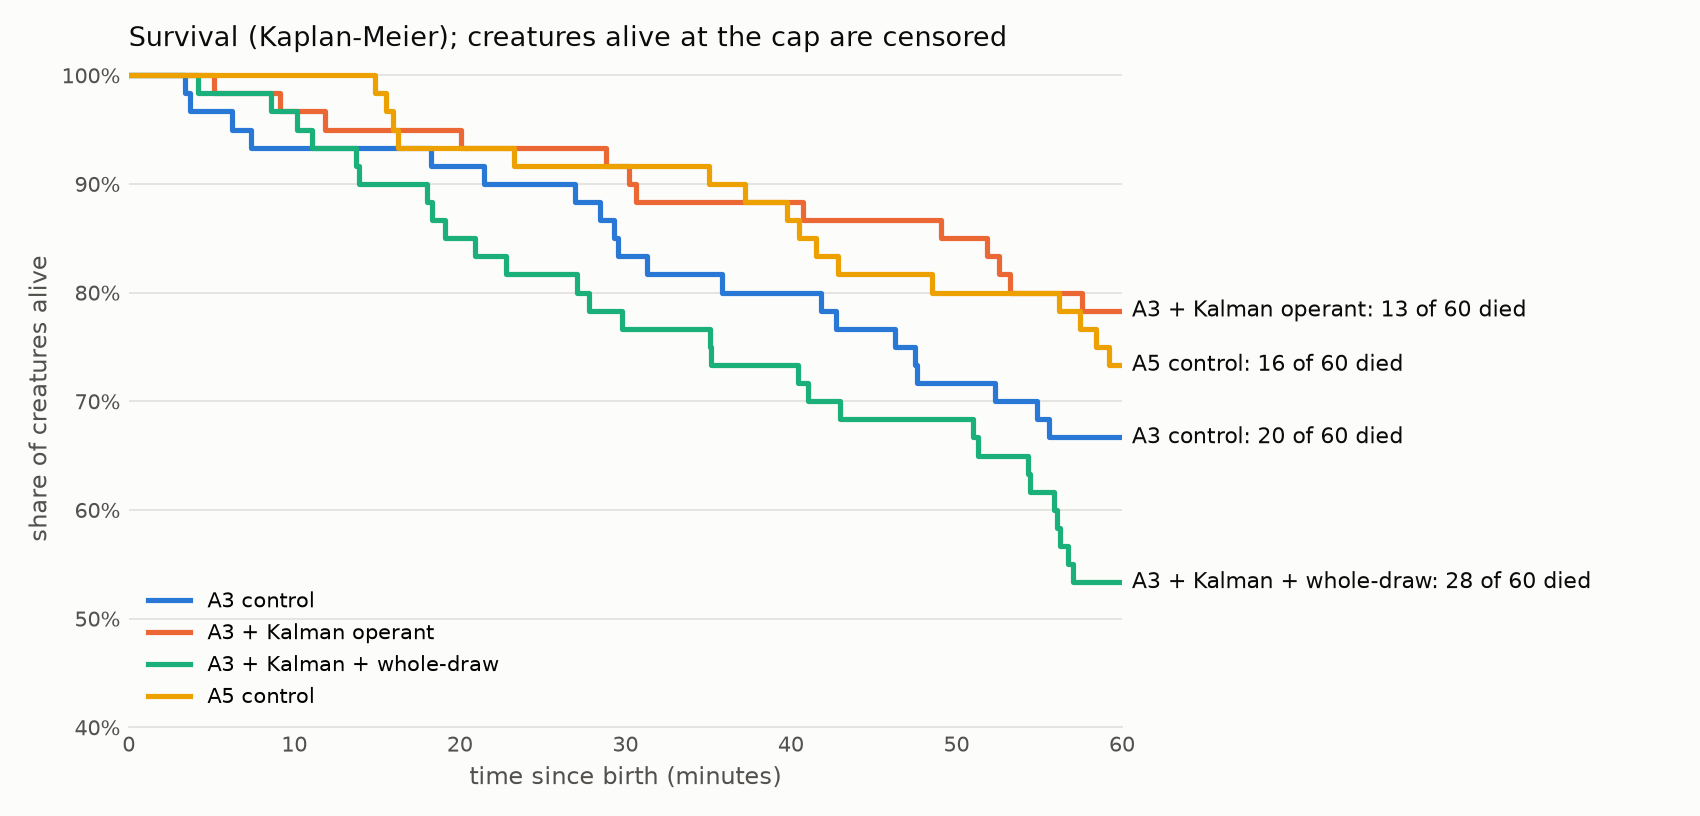 Survival (Kaplan-Meier); creatures alive at the cap are censored
100%
90%
80%
70%
60%
50%
40%
share of creatures alive
A3 + Kalman operant: 13 of 60 died
A5 control: 16 of 60 died
A3 control: 20 of 60 died
A3 + Kalman + whole-draw: 28 of 60 died
A3 control
A3 + Kalman operant
A3 + Kalman + whole-draw
A5 control
0 10 20 30 40 50 60
time since birth (minutes)